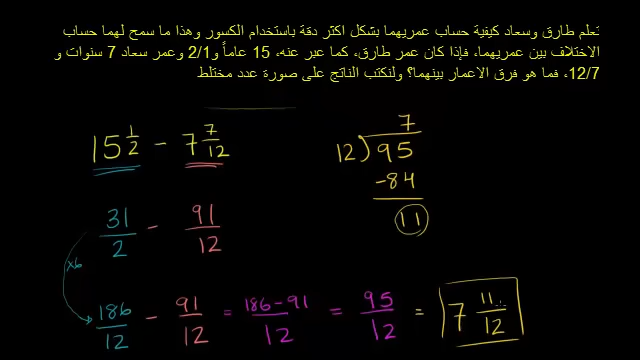 تعلم طارق وسعاد كيفية حساب عمريهما بشكل اكثر دقة باستخدام الكسور وهذا ما سمح لهما حساب
الاختلاف بين عمريهما، فإذا كان عمر طارق، كما عبر عنه، 15 عاماً و2/1 وعمر سعاد 7 سنوات و
12/7، فما هو فرق الاعمار بينهما؟ ولنكتب الناتج على صورة عدد مختلط
15 1/2 - 7 7/12
31/2 - 91/12
×6
186/12 - 91/12 = 186-91/12 = 95/12 = 7 11/12
7
12)95
-84
11